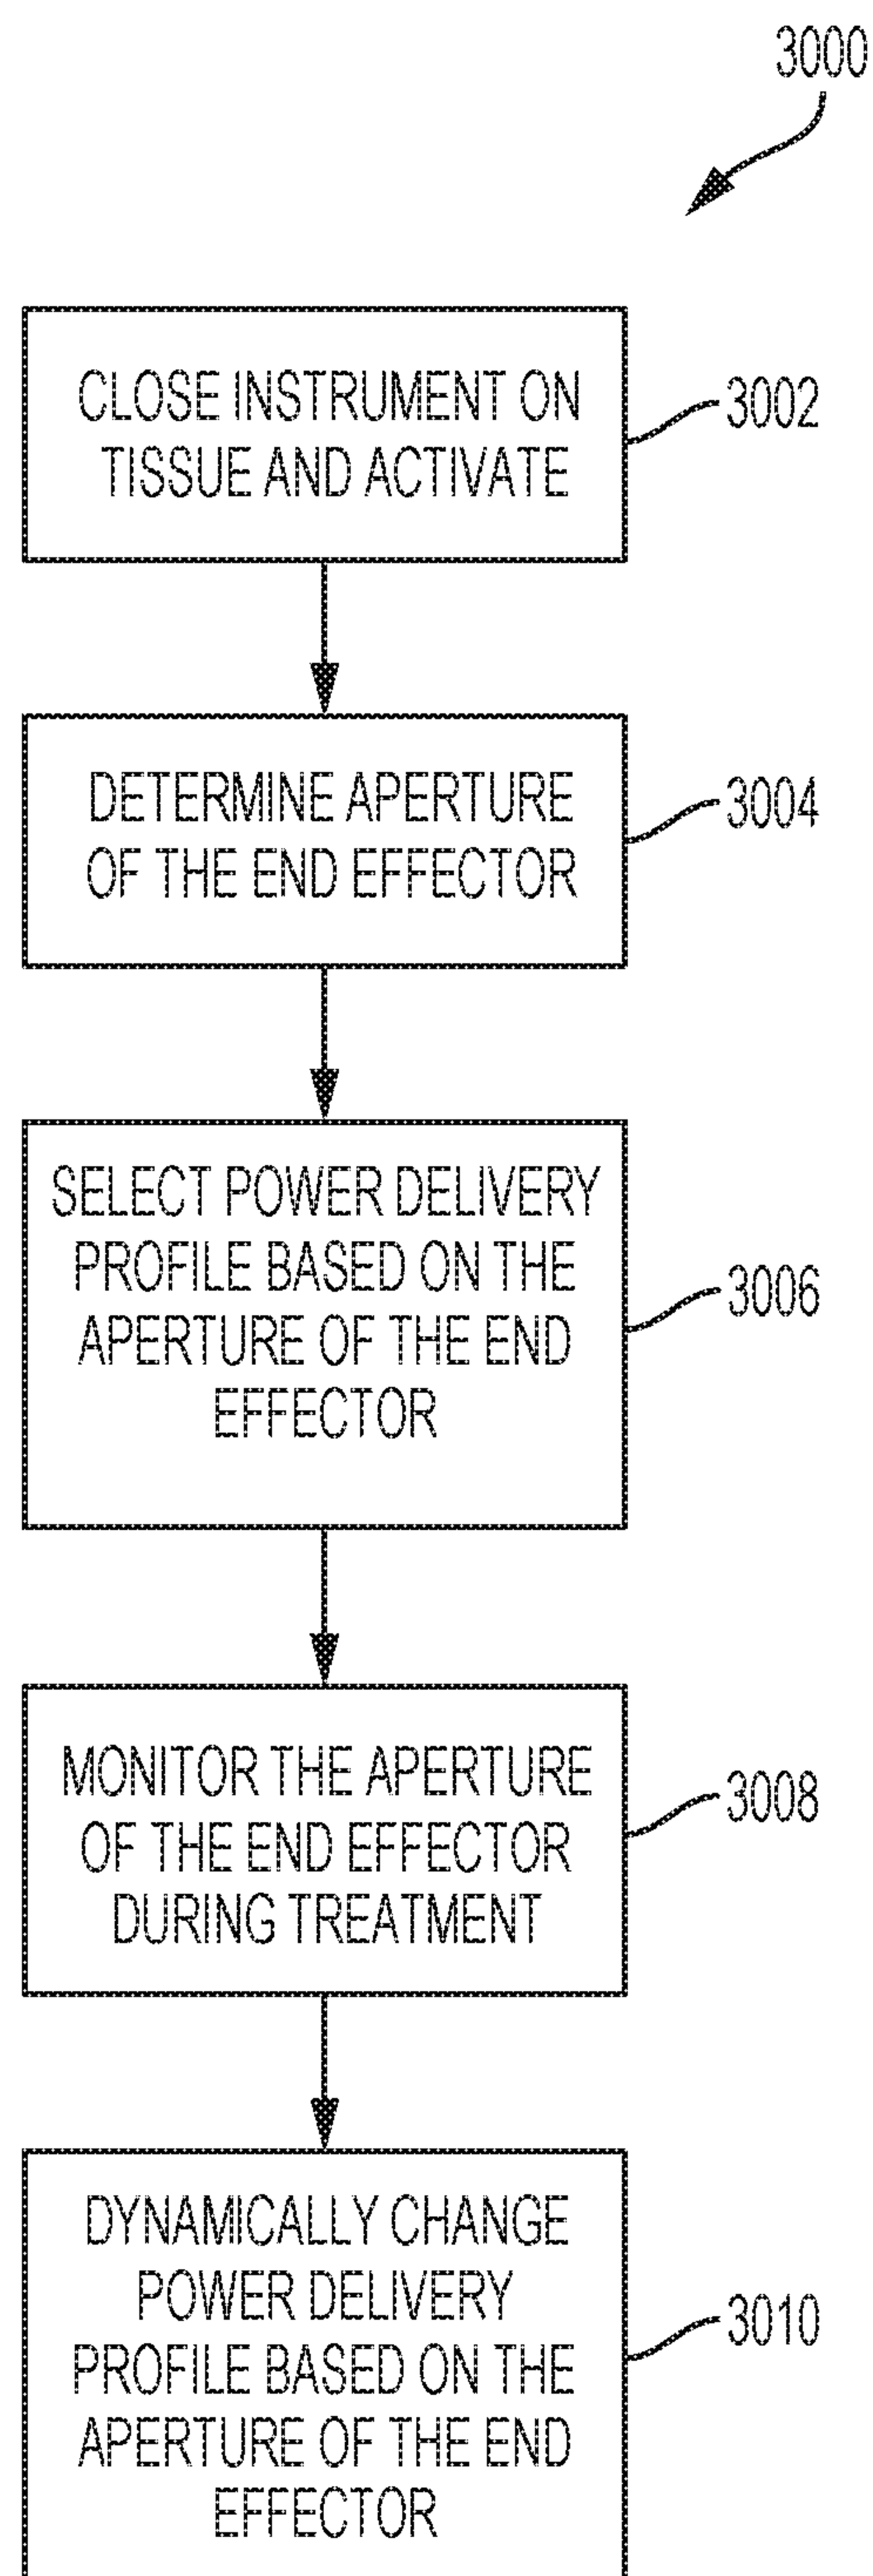 3000
CLOSE INSTRUMENT ON
TISSUE AND ACTIVATE
3002
DETERMINE APERTURE
OF THE END EFFECTOR
3004
SELECT POWER DELIVERY
PROFILE BASED ON THE
APERTURE OF THE END
EFFECTOR
3006
MONITOR THE APERTURE
OF THE END EFFECTOR
DURING TREATMENT
3008
DYNAMICALLY CHANGE
POWER DELIVERY
PROFILE BASED ON THE
APERTURE OF THE END
EFFECTOR
3010